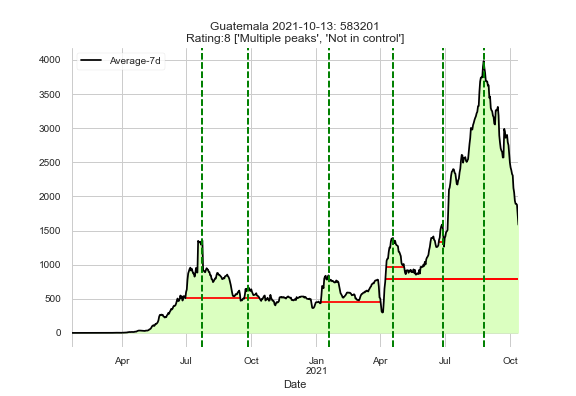 Guatemala 2021-10-13: 583201
Rating:8 ['Multiple peaks', 'Not in control']
Average-7d
4000
3500
3000
2500
2000
1500
1000
500
0
Apr Jul Oct Jan Apr Jul Oct
2021
Date